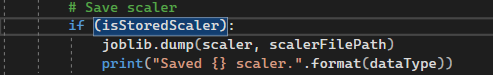 # Save scaler
if (isStoredScaler):
joblib.dump(scaler, scalerFilePath)
print("Saved {} scaler.".format(dataType))